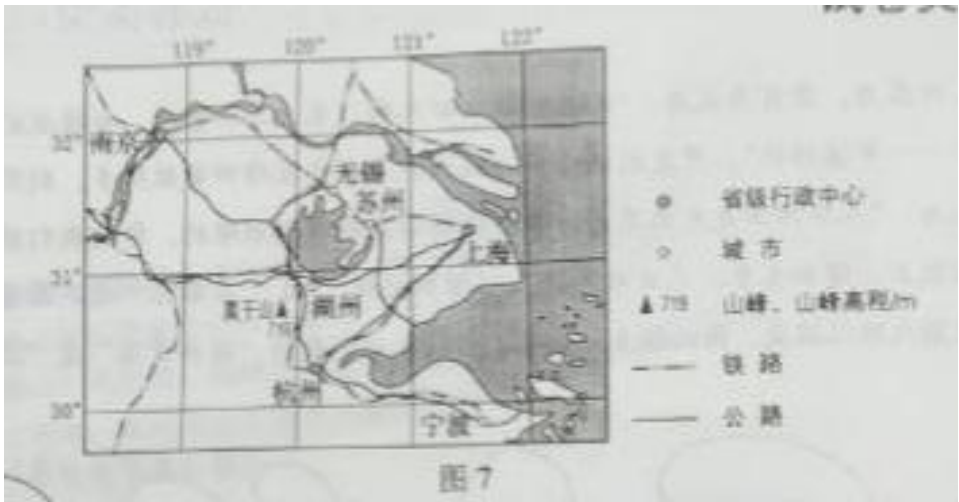 119° 120° 121° 122°
32°
南京
无锡
苏州
上海
31°
莫干山 ▲ 湖州
杭州
30°
宁波
省级行政中心
城市
▲719 山峰、山峰高程/m
铁路
公路
图7